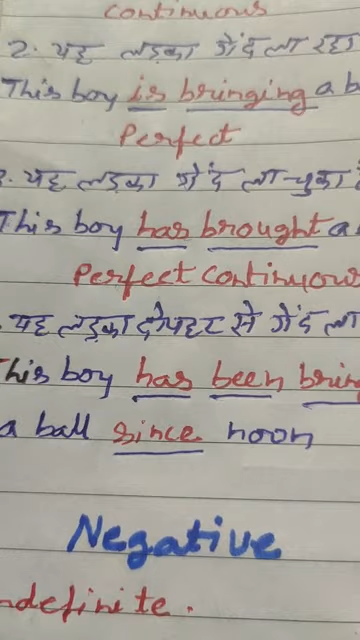 continuous
2. यह लड़का गेंद ला रहा
This boy is bringing a b
Perfect
यह लड़का गेंद ला चुका
This boy has brought a
Perfect continuous
यह लड़का दोपहर से गेंद ला
This boy has been bring
a ball since noon
Negative
ndefinite.